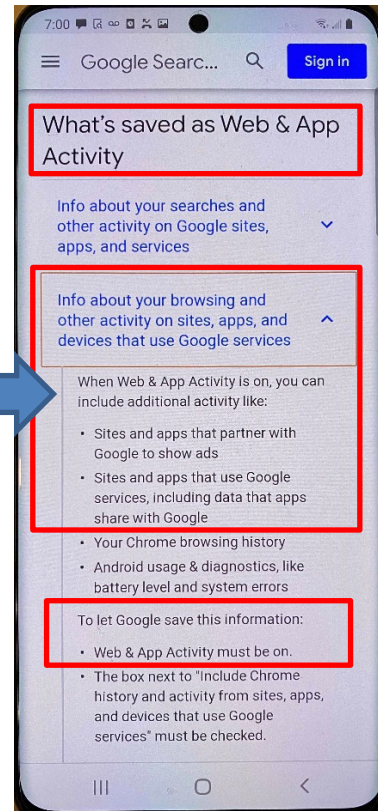 7:00
Google Searc...
Sign in
What's saved as Web & App
Activity
Info about your searches and
other activity on Google sites,
apps, and services
Info about your browsing and
other activity on sites, apps, and
devices that use Google services
When Web & App Activity is on, you can
include additional activity like:
• Sites and apps that partner with
Google to show ads
• Sites and apps that use Google
services, including data that apps
share with Google
• Your Chrome browsing history
• Android usage & diagnostics, like
battery level and system errors
To let Google save this information:
• Web & App Activity must be on.
• The box next to "Include Chrome
history and activity from sites, apps,
and devices that use Google
services" must be checked.